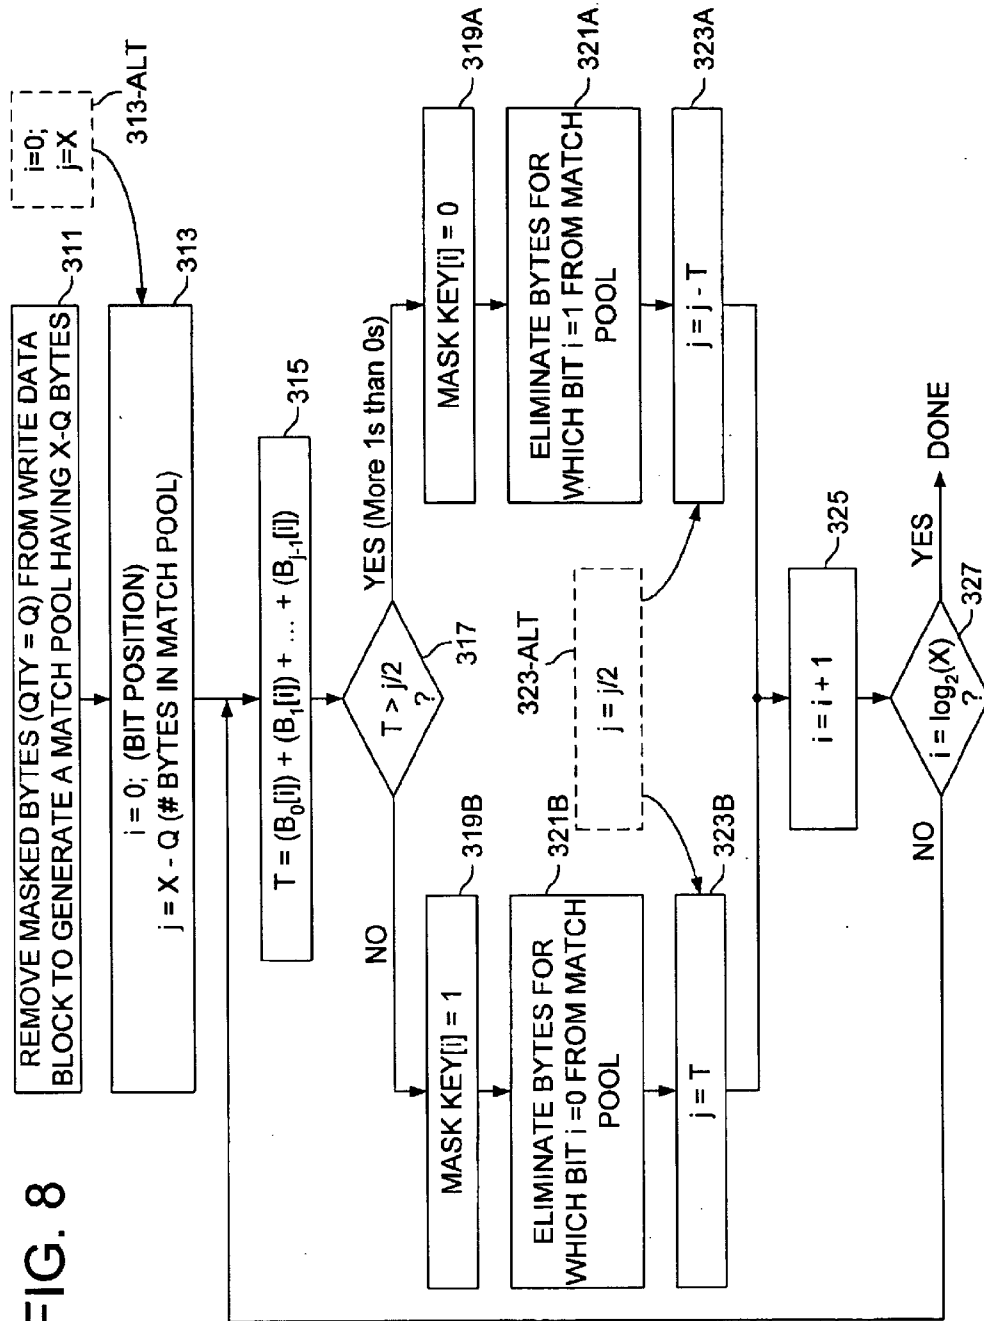 FIG. 8
REMOVE MASKED BYTES (QTY = Q) FROM WRITE DATA
BLOCK TO GENERATE A MATCH POOL HAVING X-Q BYTES
311
i=0;
j=X
313-ALT
i = 0; (BIT POSITION)
j = X - Q (# BYTES IN MATCH POOL)
313
T = (B0[i]) + (B1[i]) + ... + (Bj-1[i])
315
T > j/2
?
317
NO
YES (More 1s than 0s)
MASK KEY[i] = 1
319B
MASK KEY[i] = 0
319A
ELIMINATE BYTES FOR
WHICH BIT i =0 FROM MATCH
POOL
321B
ELIMINATE BYTES FOR
WHICH BIT i =1 FROM MATCH
POOL
321A
323-ALT
j = j/2
j = T
323B
j = j - T
323A
i = i + 1
325
i = log2(X)
?
327
NO
YES
DONE